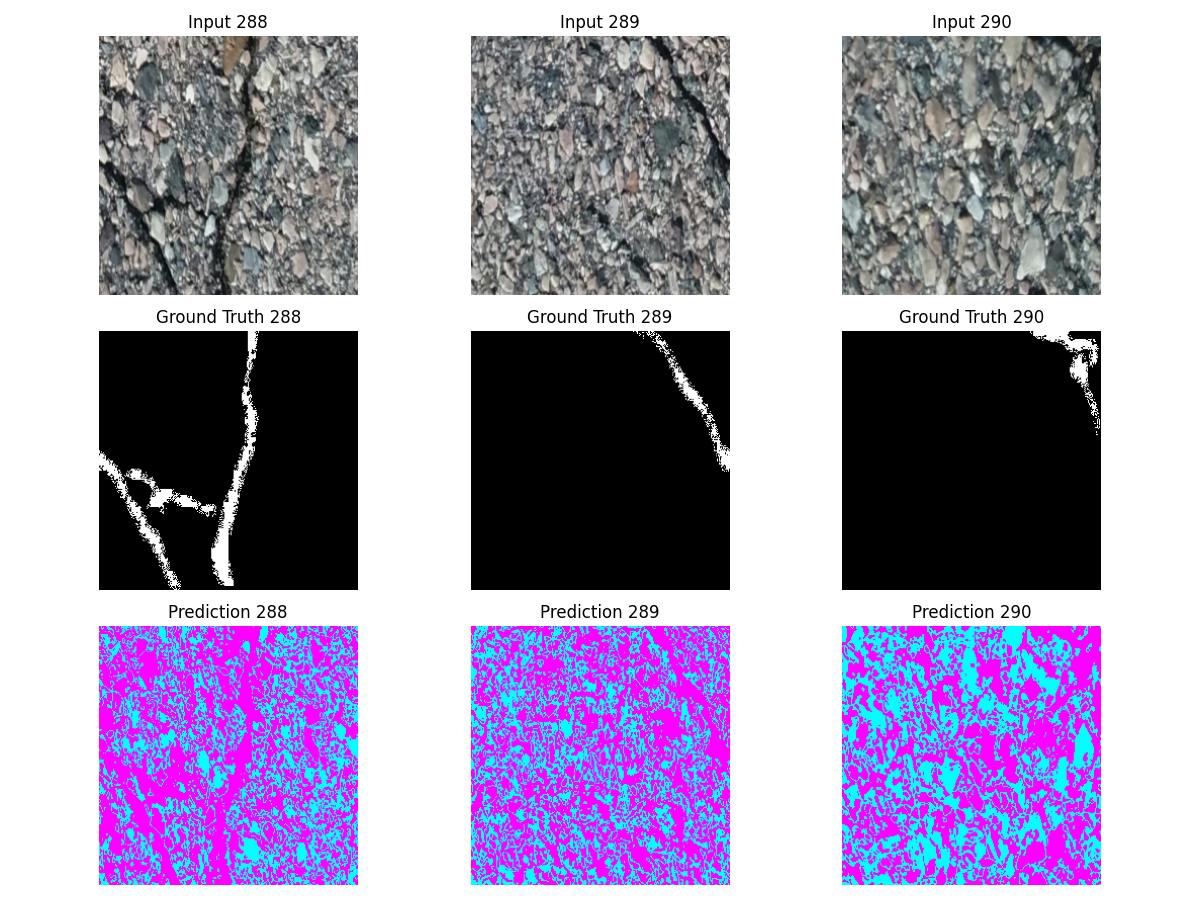 Input 288
Input 289
Input 290
Ground Truth 288
Ground Truth 289
Ground Truth 290
Prediction 288
Prediction 289
Prediction 290